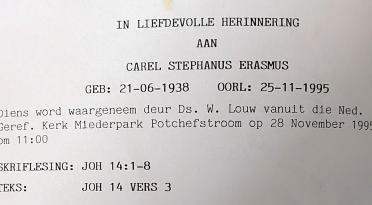 IN LIEFDEVOLLE HERINNERING
AAN
CAREL STEPHANUS ERASMUS
GEB: 21-06-1938 OORL: 25-11-1995
Diens word waargeneem deur Ds. W. Louw vanuit die Ned.
Geref. Kerk Miederpark Potchefstroom op 28 November 1995
om 11:00
SKRIFLESING: JOH 14:1-8
TEKS: JOH 14 VERS 3